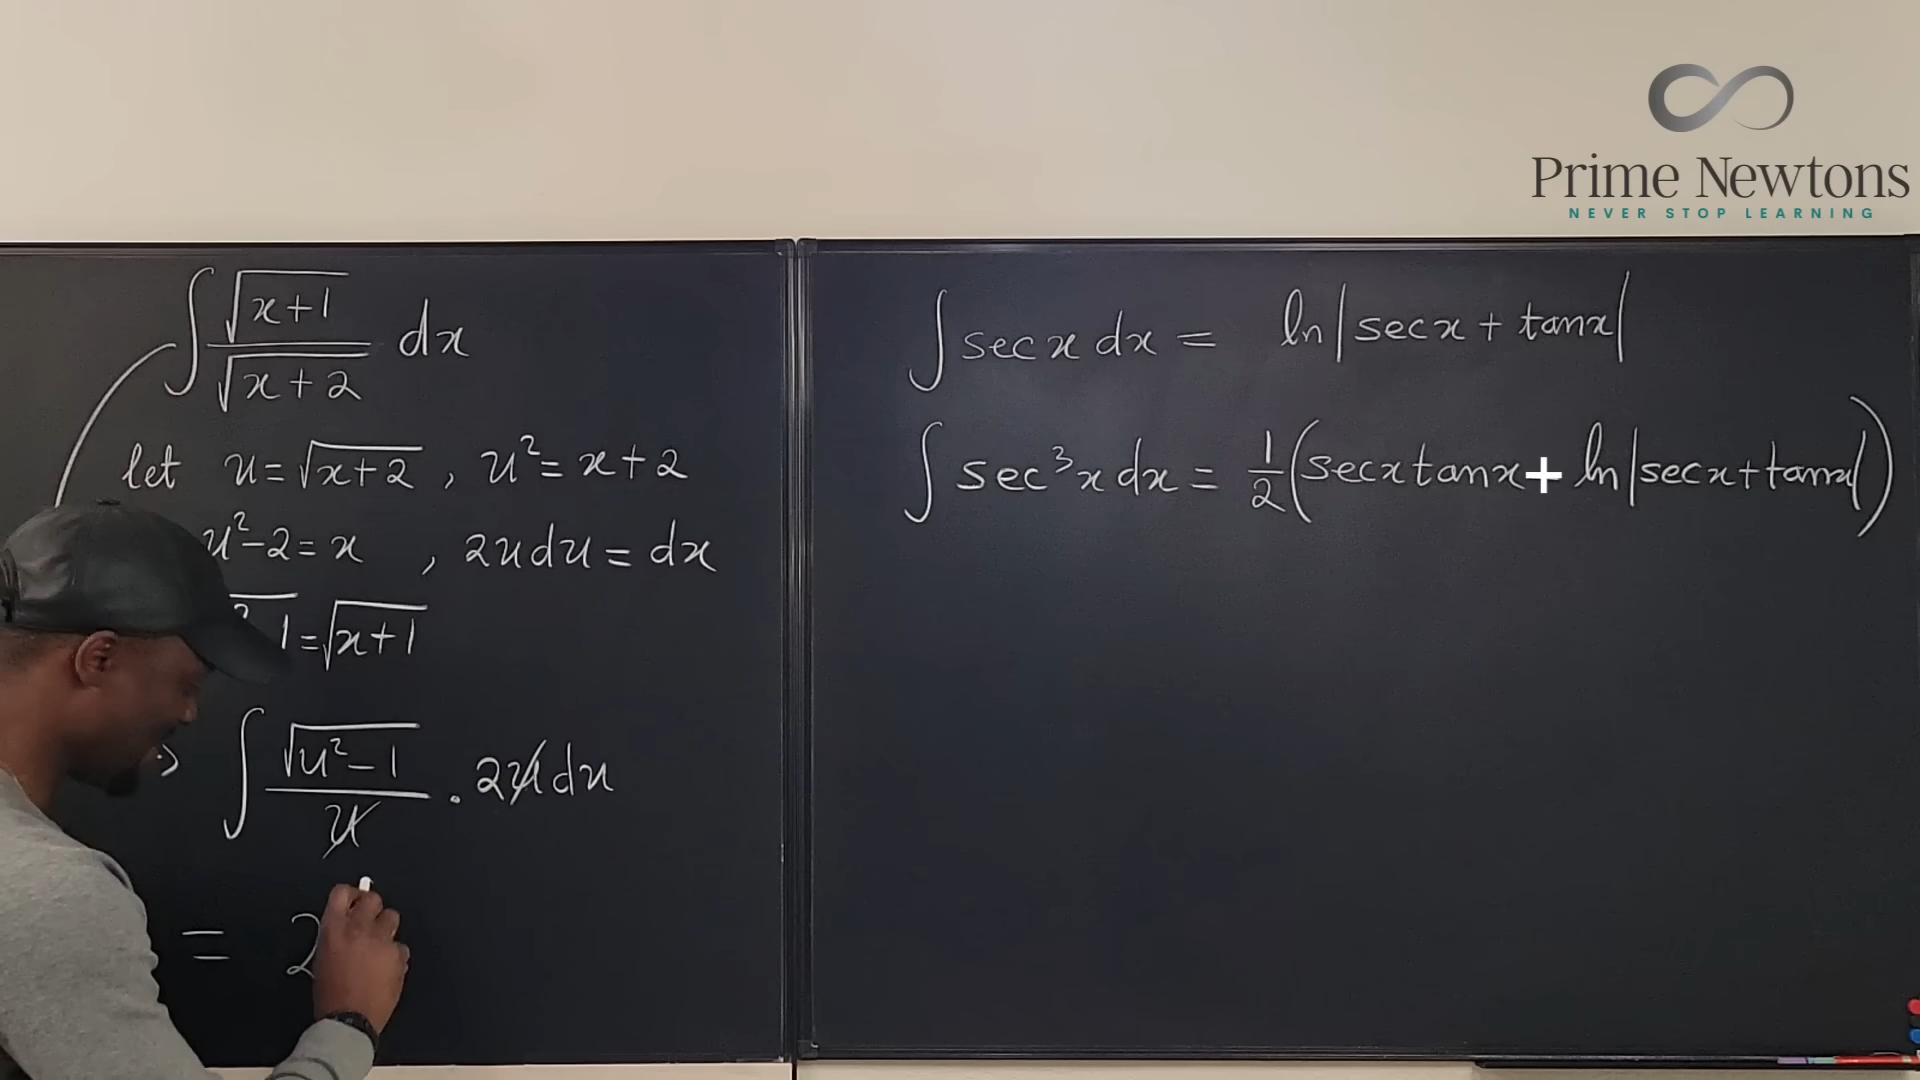 Prime Newtons
NEVER STOP LEARNING
∫ √(x+1) / √(x+2) dx
let u = √(x+2) , u² = x+2
u²-2 = x , 2u du = dx
1 = √(x+1)
∫ √(u²-1) / u . 2u du
= 2
∫ sec x dx = ln|sec x + tan x|
∫ sec³x dx = 1/2 (sec x tan x + ln|sec x + tan x|)